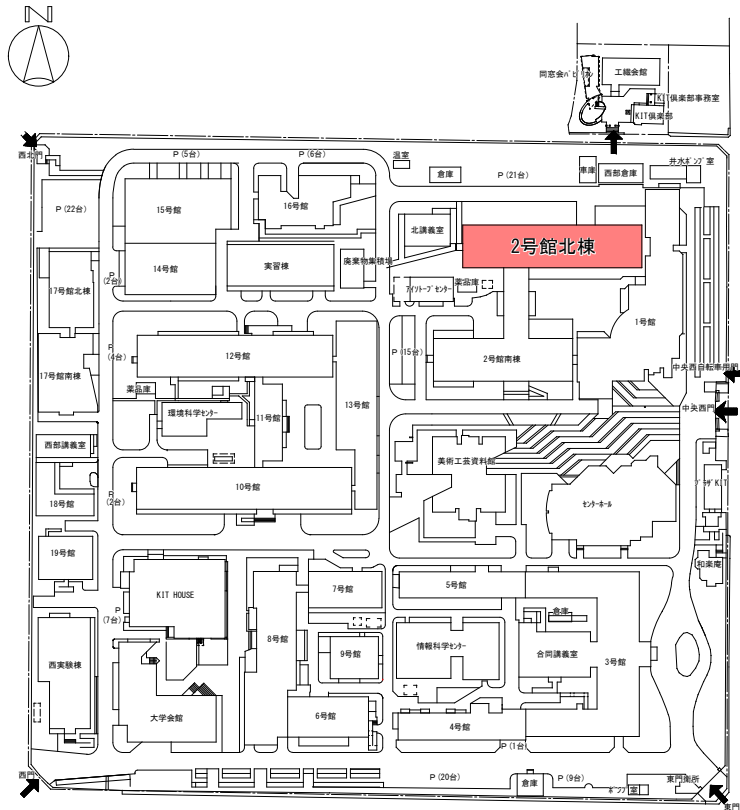 N
同窓会パビリオン
工繊会館
KIT倶楽部事務室
KIT倶楽部
西北門
P (5台)
P (6台)
温室
倉庫
P (21台)
車庫
西部倉庫
井水ポンプ室
P (22台)
15号館
16号館
北講義室
2号館北棟
14号館
実習棟
廃棄物集積場
17号館北棟
P
(2台)
アイソトープセンター
薬品庫
1号館
12号館
P
(4台)
P (15台)
2号館南棟
17号館南棟
13号館
中央西自転車専用門
薬品庫
環境科学センター
11号館
中央西門
西部講義室
美術工芸資料館
10号館
プラザKIT
18号館
(2台)
センターホール
19号館
和楽庵
7号館
5号館
KIT HOUSE
P
(7台)
倉庫
8号館
9号館
情報科学センター
合同講義室
3号館
西実験棟
大学会館
6号館
4号館
P (1台)
西門
P (20台)
倉庫
P (9台)
ポンプ室
東門衛所
東門